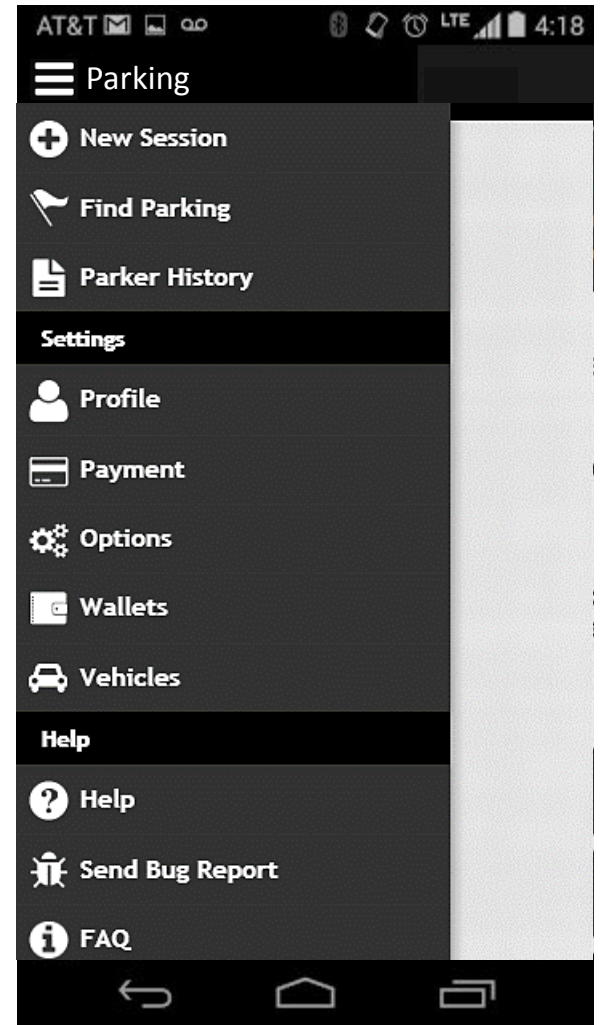 AT&T LTE 4:18
Parking
New Session
Find Parking
Parker History
Settings
Profile
Payment
Options
Wallets
Vehicles
Help
Help
Send Bug Report
FAQ